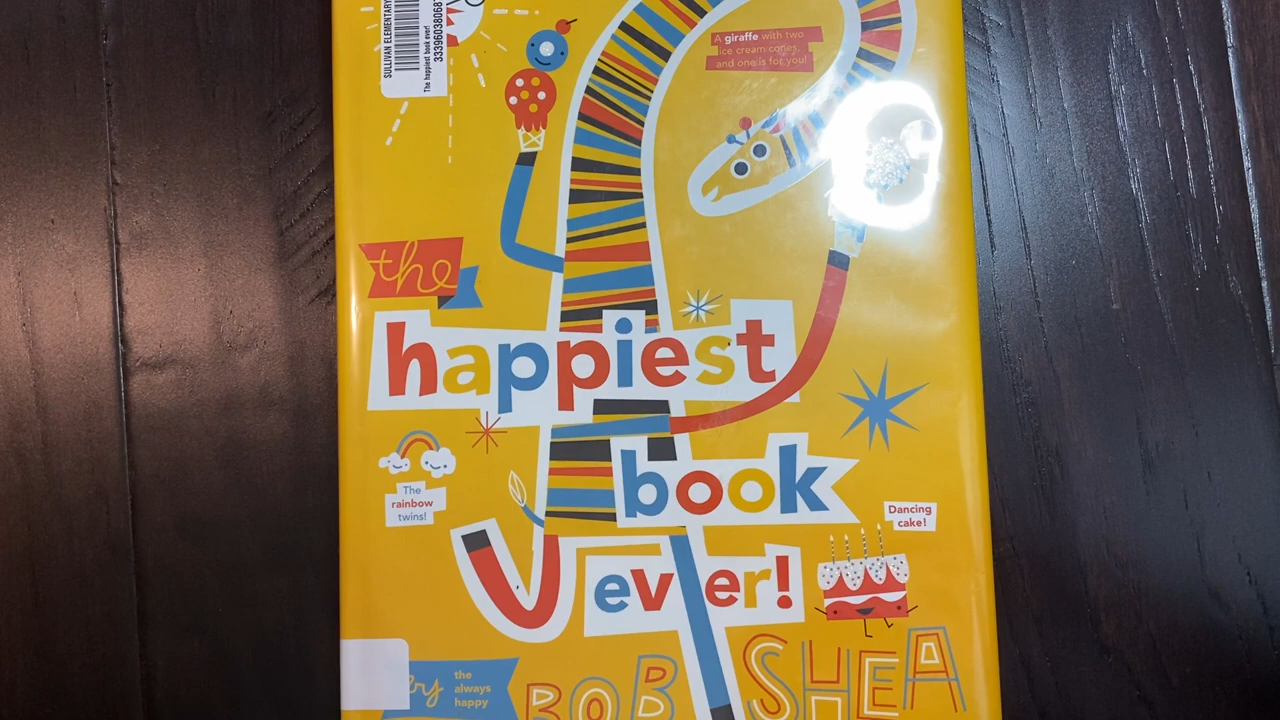 SULLIVAN ELEMENTARY
The happiest book ever!
A giraffe with two
ice cream cones,
and one is for you!
the
happiest
book
ever!
The
rainbow
twins!
Dancing
cake!
by
the
always
happy
BOB SHEA